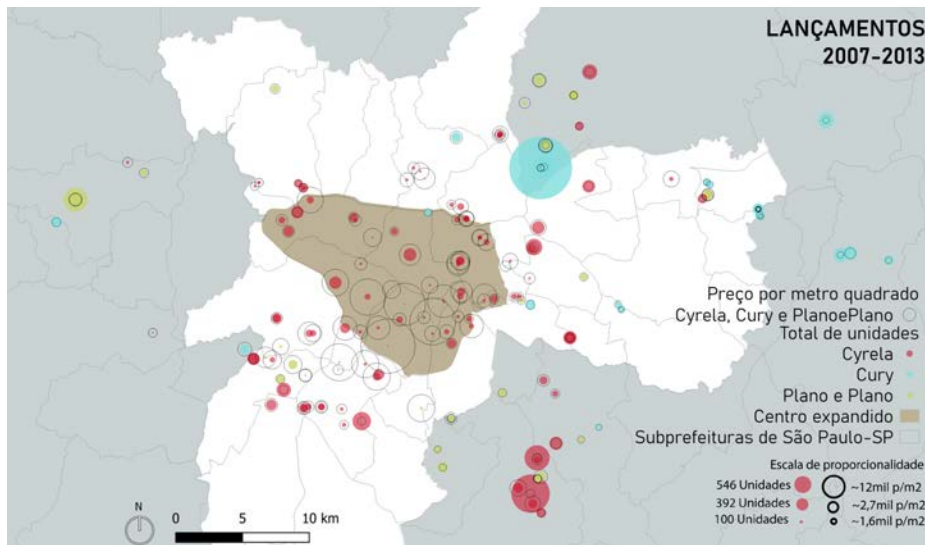 LANÇAMENTOS
2007-2013
Preço por metro quadrado
Cyrela, Cury e PlanoePlano
Total de unidades
Cyrela
Cury
Plano e Plano
Centro expandido
Subprefeituras de São Paulo-SP
Escala de proporcionalidade
546 Unidades ~12mil p/m2
392 Unidades ~2,7mil p/m2
100 Unidades ~1,6mil p/m2
N
0 5 10 km